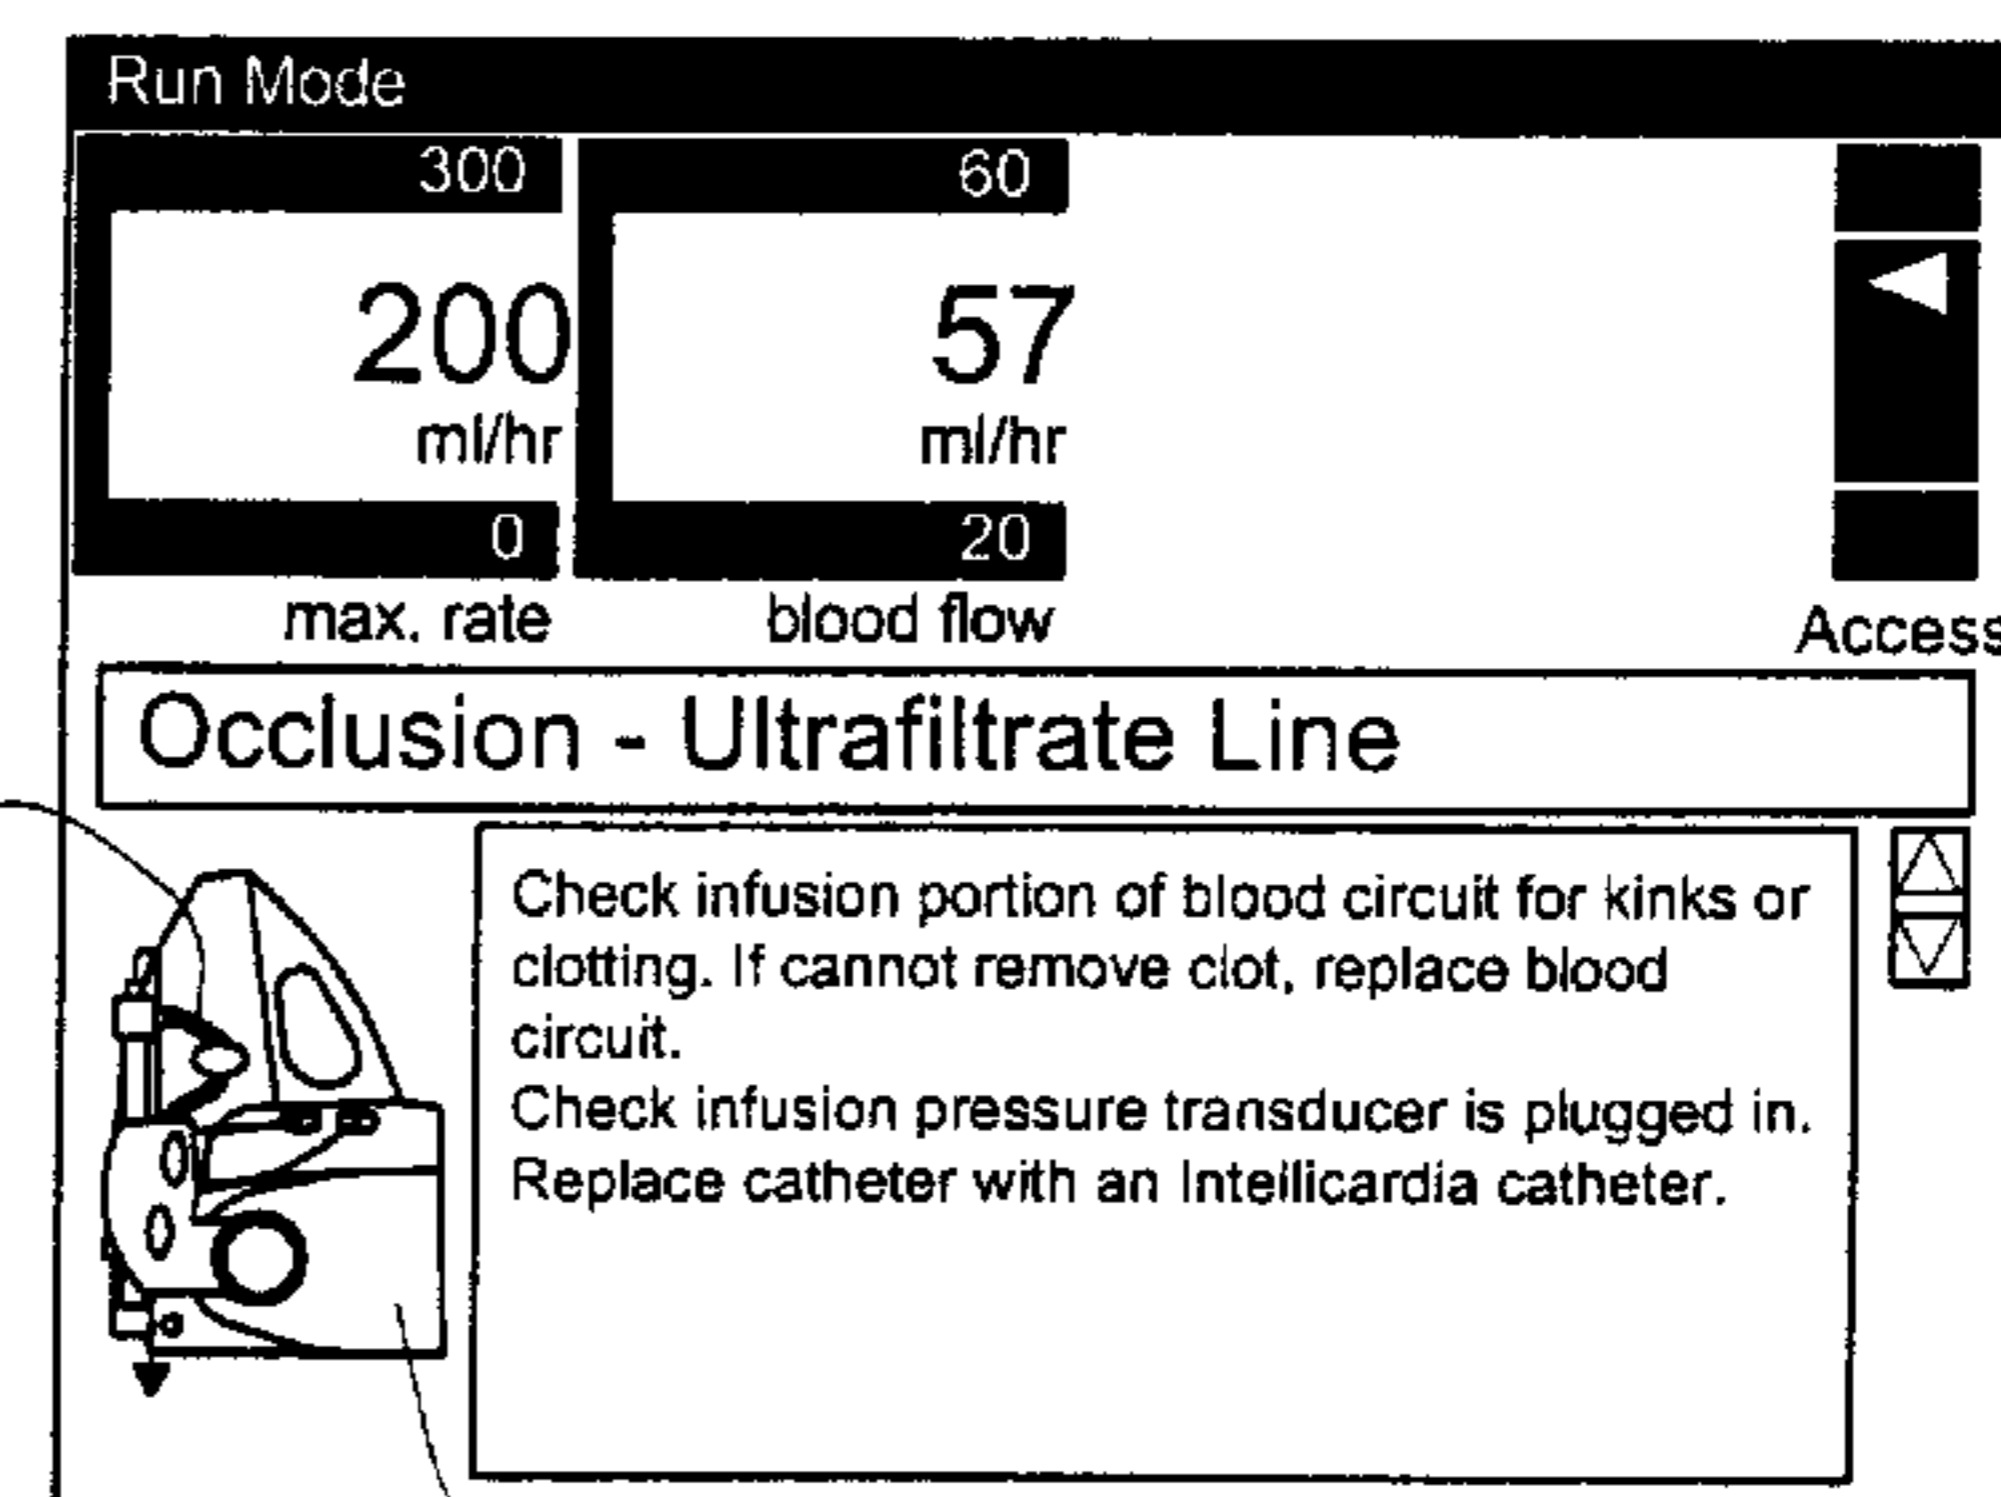 Run Mode
300
60
200
57
ml/hr
ml/hr
0
20
max. rate
blood flow
Access
Occlusion - Ultrafiltrate Line
Check infusion portion of blood circuit for kinks or
clotting. If cannot remove clot, replace blood
circuit.
Check infusion pressure transducer is plugged in.
Replace catheter with an Intellicardia catheter.